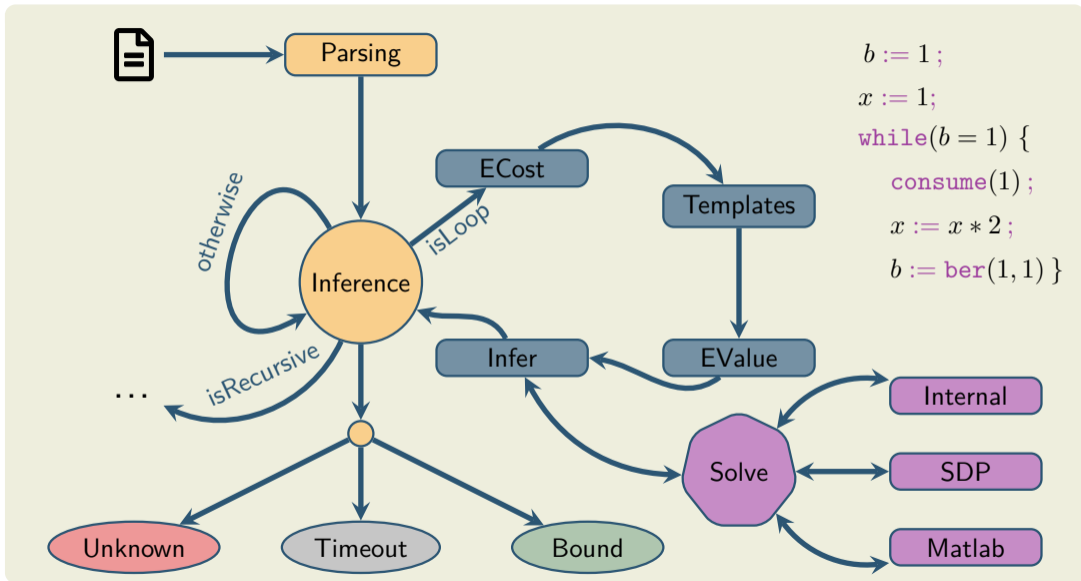 Parsing
b := 1 ;
x := 1;
while(b = 1) {
consume(1) ;
x := x * 2 ;
b := ber(1, 1) }
ECost
Templates
otherwise
isLoop
Inference
Infer
EValue
isRecursive
...
Internal
Solve
SDP
Matlab
Unknown
Timeout
Bound